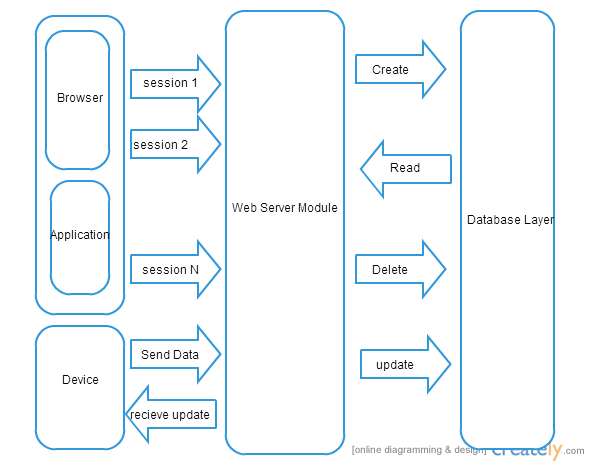 Browser
session 1
Create
session 2
Read
Web Server Module
Database Layer
Application
session N
Delete
Send Data
update
Device
recieve update
[online diagramming & design] creately.com